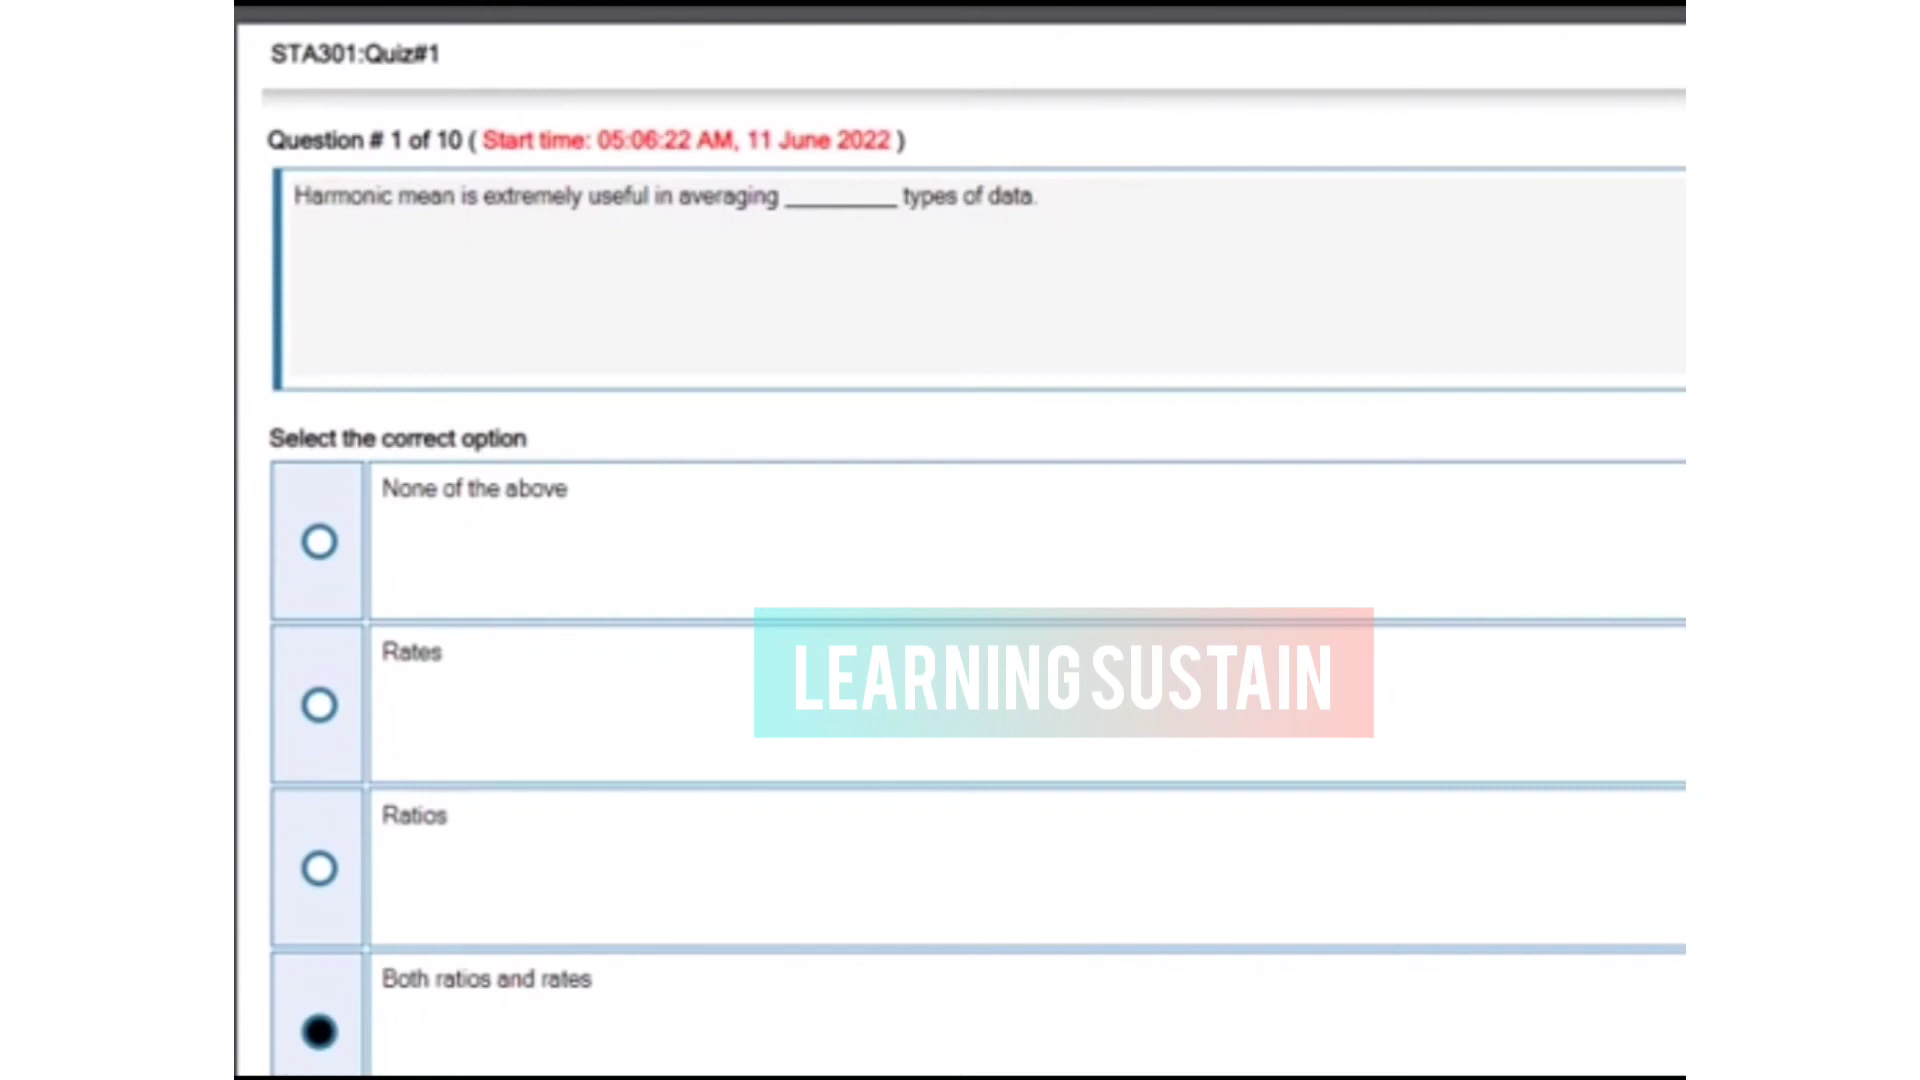 STA301:Quiz#1
Question # 1 of 10 ( Start time: 05:06:22 AM, 11 June 2022 )
Harmonic mean is extremely useful in averaging _________ types of data.
Select the correct option
None of the above
Rates
LEARNING SUSTAIN
Ratios
Both ratios and rates